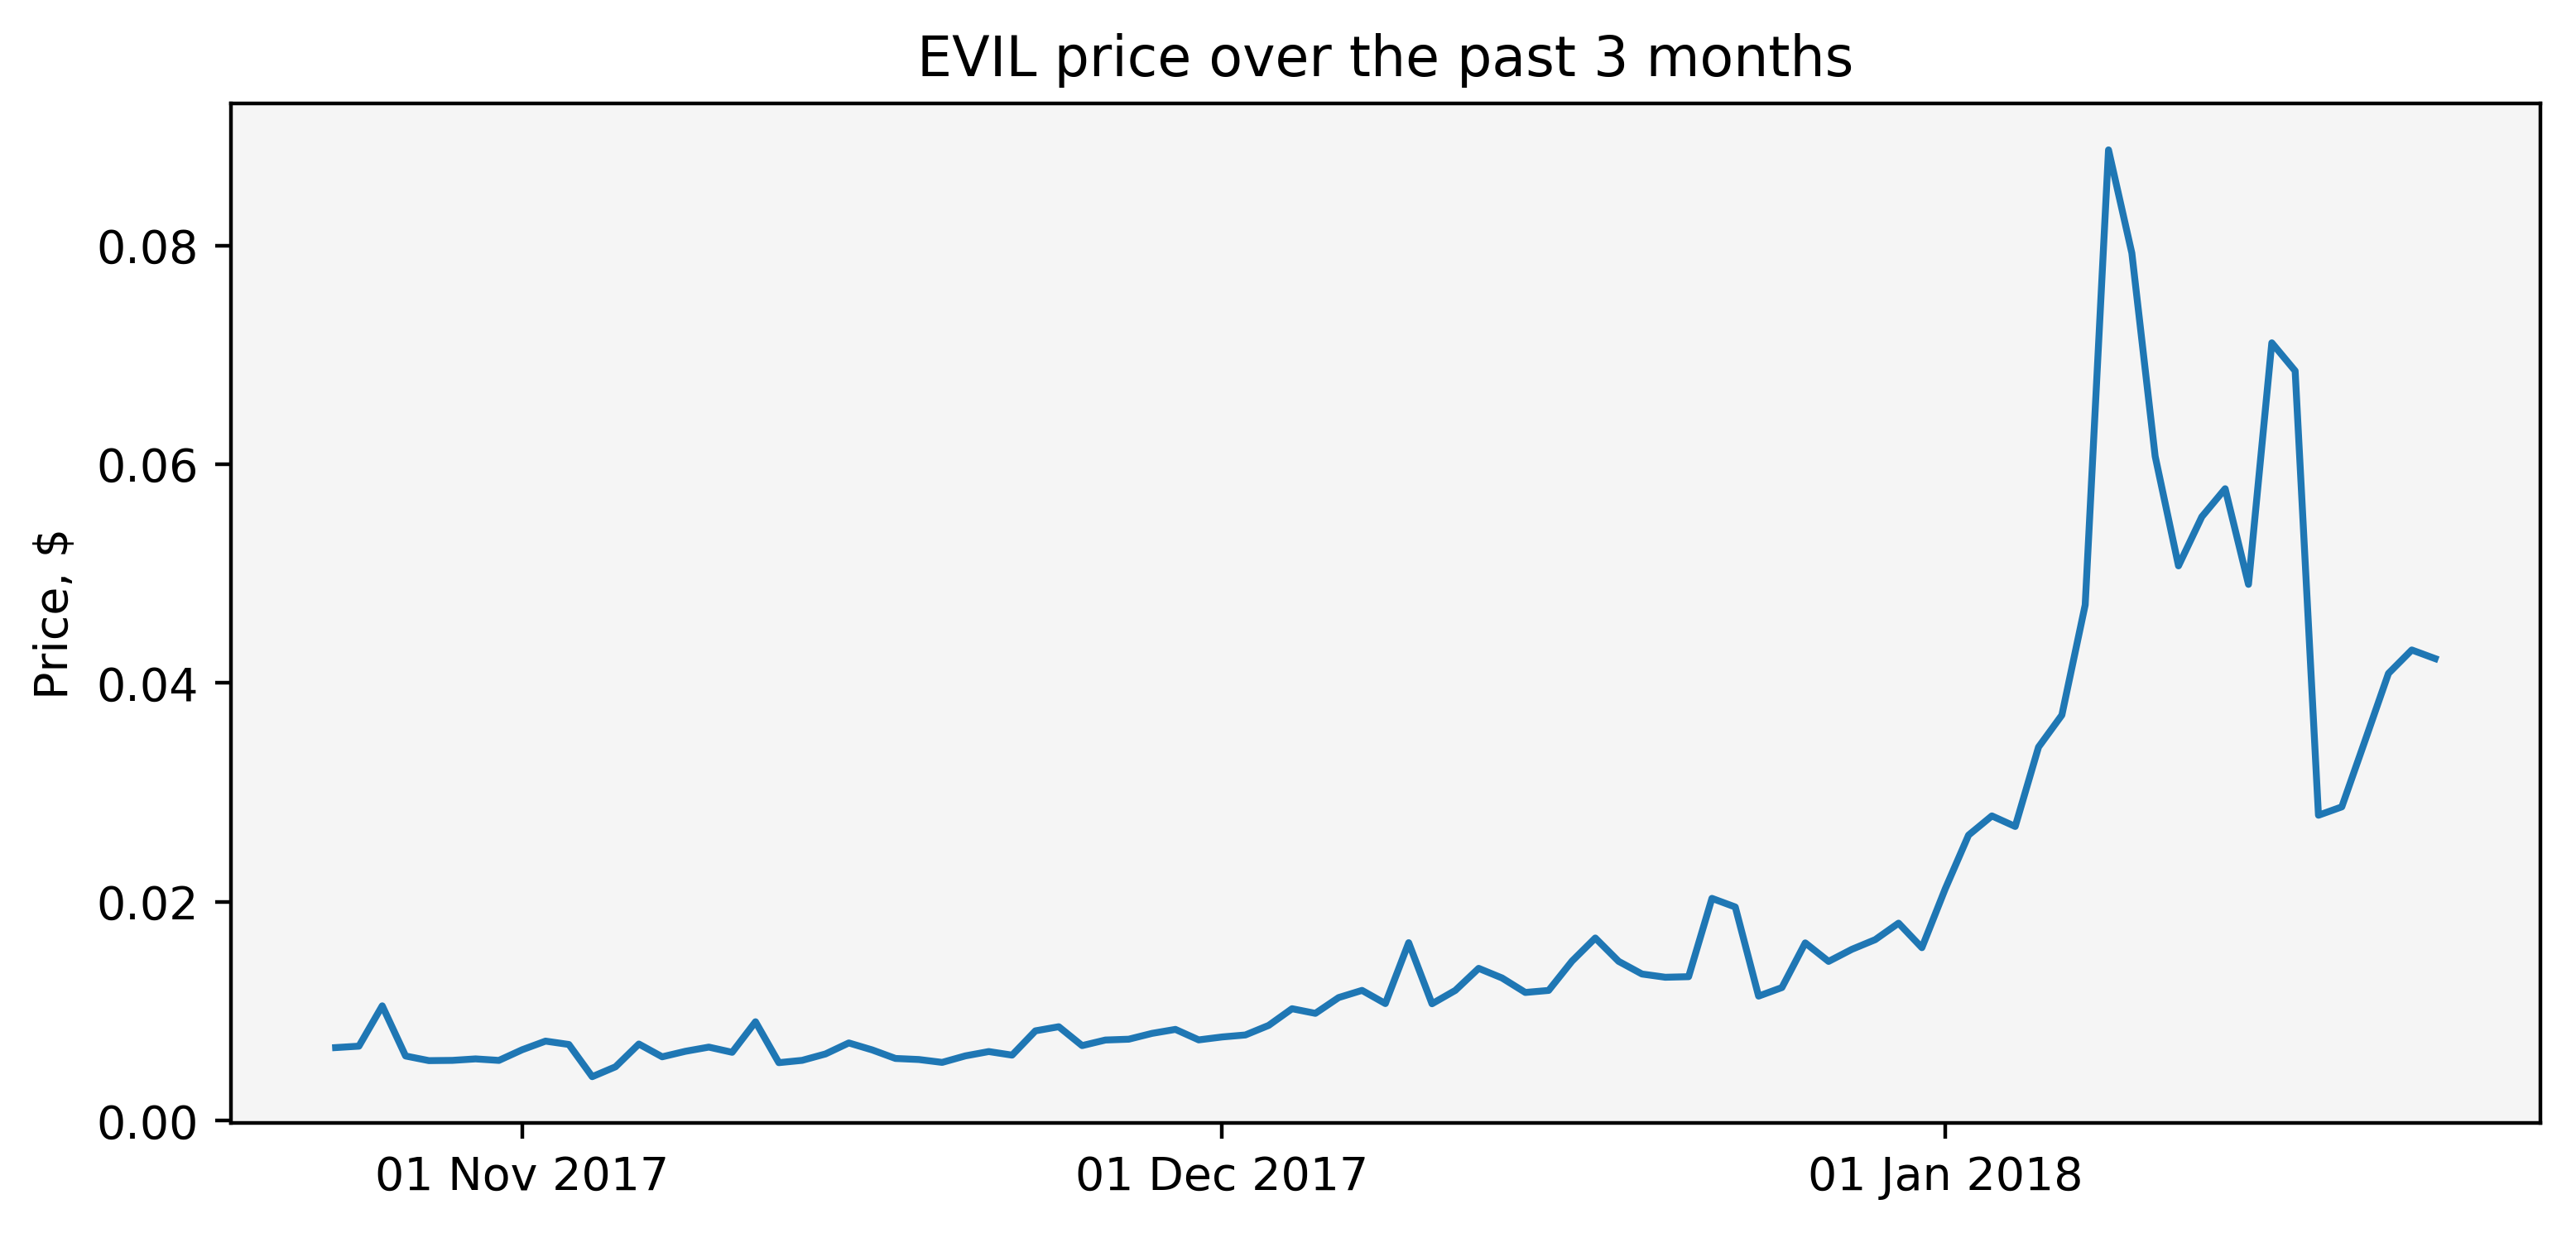 EVIL price over the past 3 months
Price, $
0.08
0.06
0.04
0.02
0.00
01 Nov 2017
01 Dec 2017
01 Jan 2018